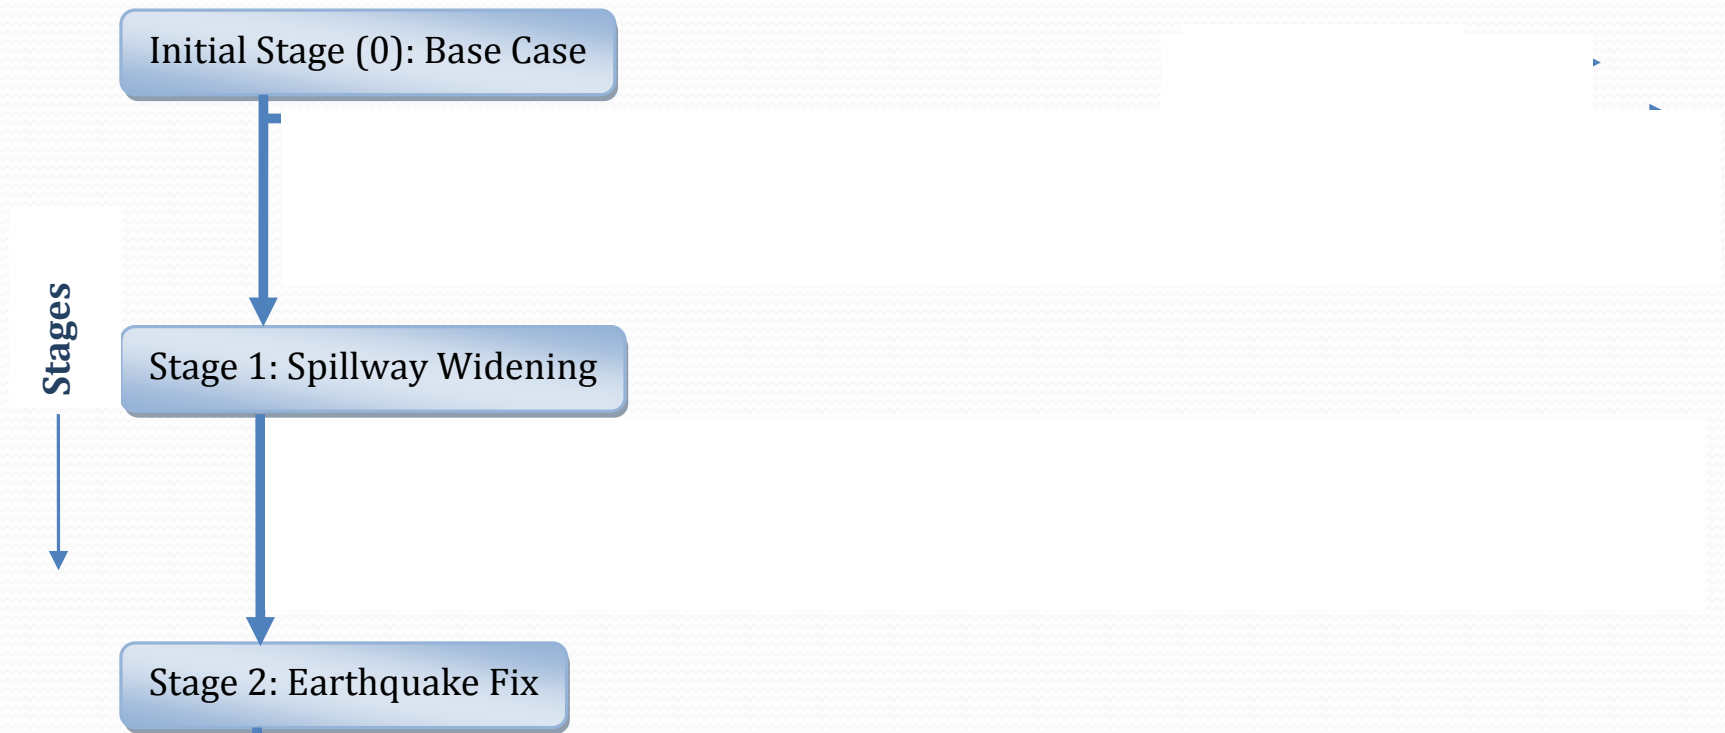 Initial Stage (0): Base Case
Stages
Stage 1: Spillway Widening
Stage 2: Earthquake Fix